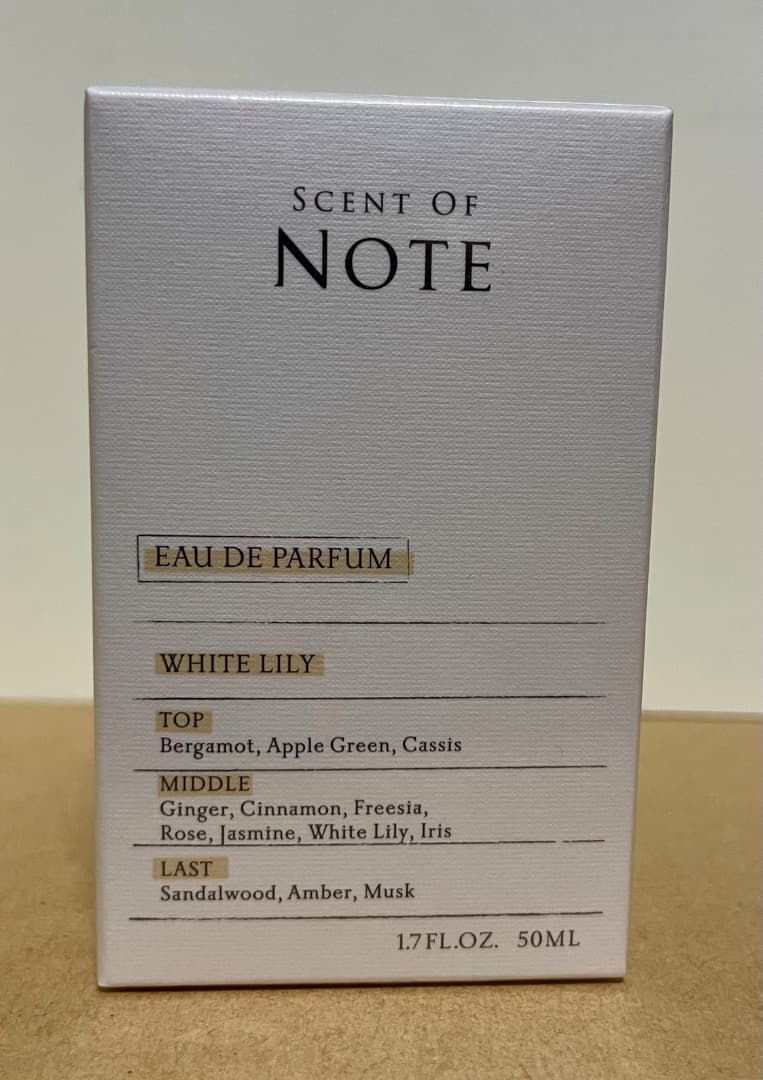 SCENT OF
NOTE
EAU DE PARFUM
WHITE LILY
TOP
Bergamot, Apple Green, Cassis
MIDDLE
Ginger, Cinnamon, Freesia,
Rose, Jasmine, White Lily, Iris
LAST
Sandalwood, Amber, Musk
1.7FL.OZ. 50ML